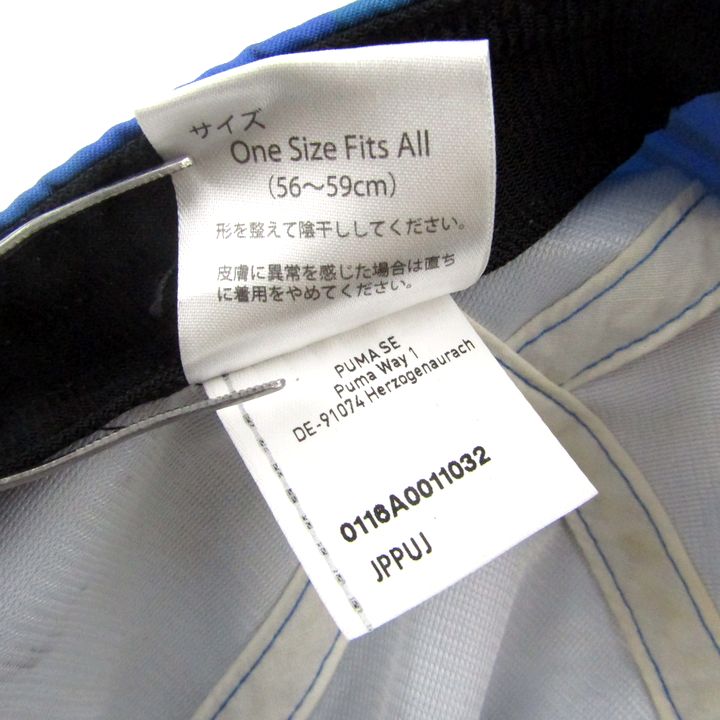 サイズ
One Size Fits All
(56～59cm)
形を整えて陰干ししてください。
皮膚に異常を感じた場合は直ち
に着用をやめてください。
PUMA SE
Puma Way 1
DE-91074 Herzogenaurach
0116A0011032
JPPUJ